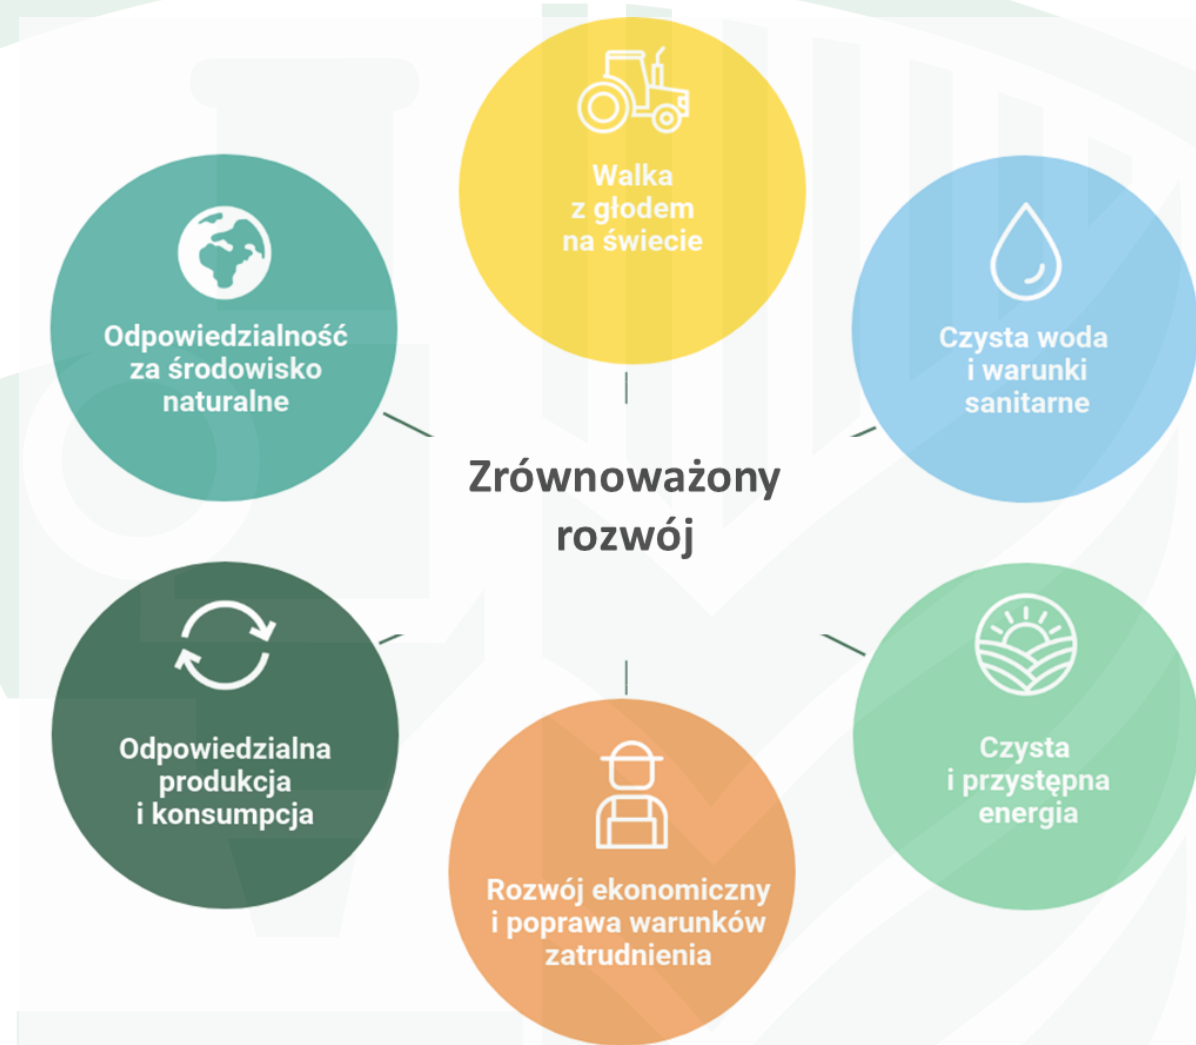 Walka
z głodem
na świecie
Odpowiedzialność
za środowisko
naturalne
Czysta woda
i warunki
sanitarne
Zrównoważony
rozwój
Odpowiedzialna
produkcja
i konsumpcja
Czysta
i przystępna
energia
Rozwój ekonomiczny
i poprawa warunków
zatrudnienia